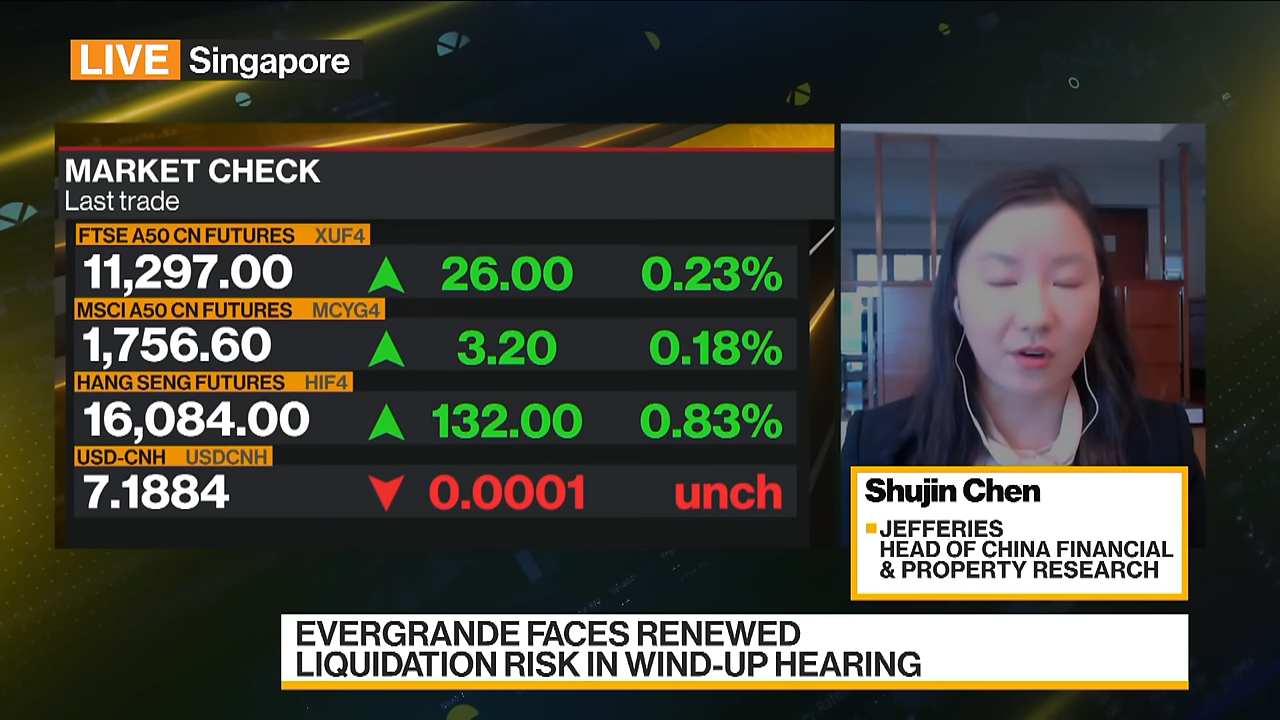 LIVE Singapore
MARKET CHECK
Last trade
FTSE A50 CN FUTURES XUF4
11,297.00 26.00 0.23%
MSCI A50 CN FUTURES MCYG4
1,756.60 3.20 0.18%
HANG SENG FUTURES HIF4
16,084.00 132.00 0.83%
USD-CNH USDCNH
7.1884 0.0001 unch
Shujin Chen
JEFFERIES
HEAD OF CHINA FINANCIAL
& PROPERTY RESEARCH
EVERGRANDE FACES RENEWED
LIQUIDATION RISK IN WIND-UP HEARING